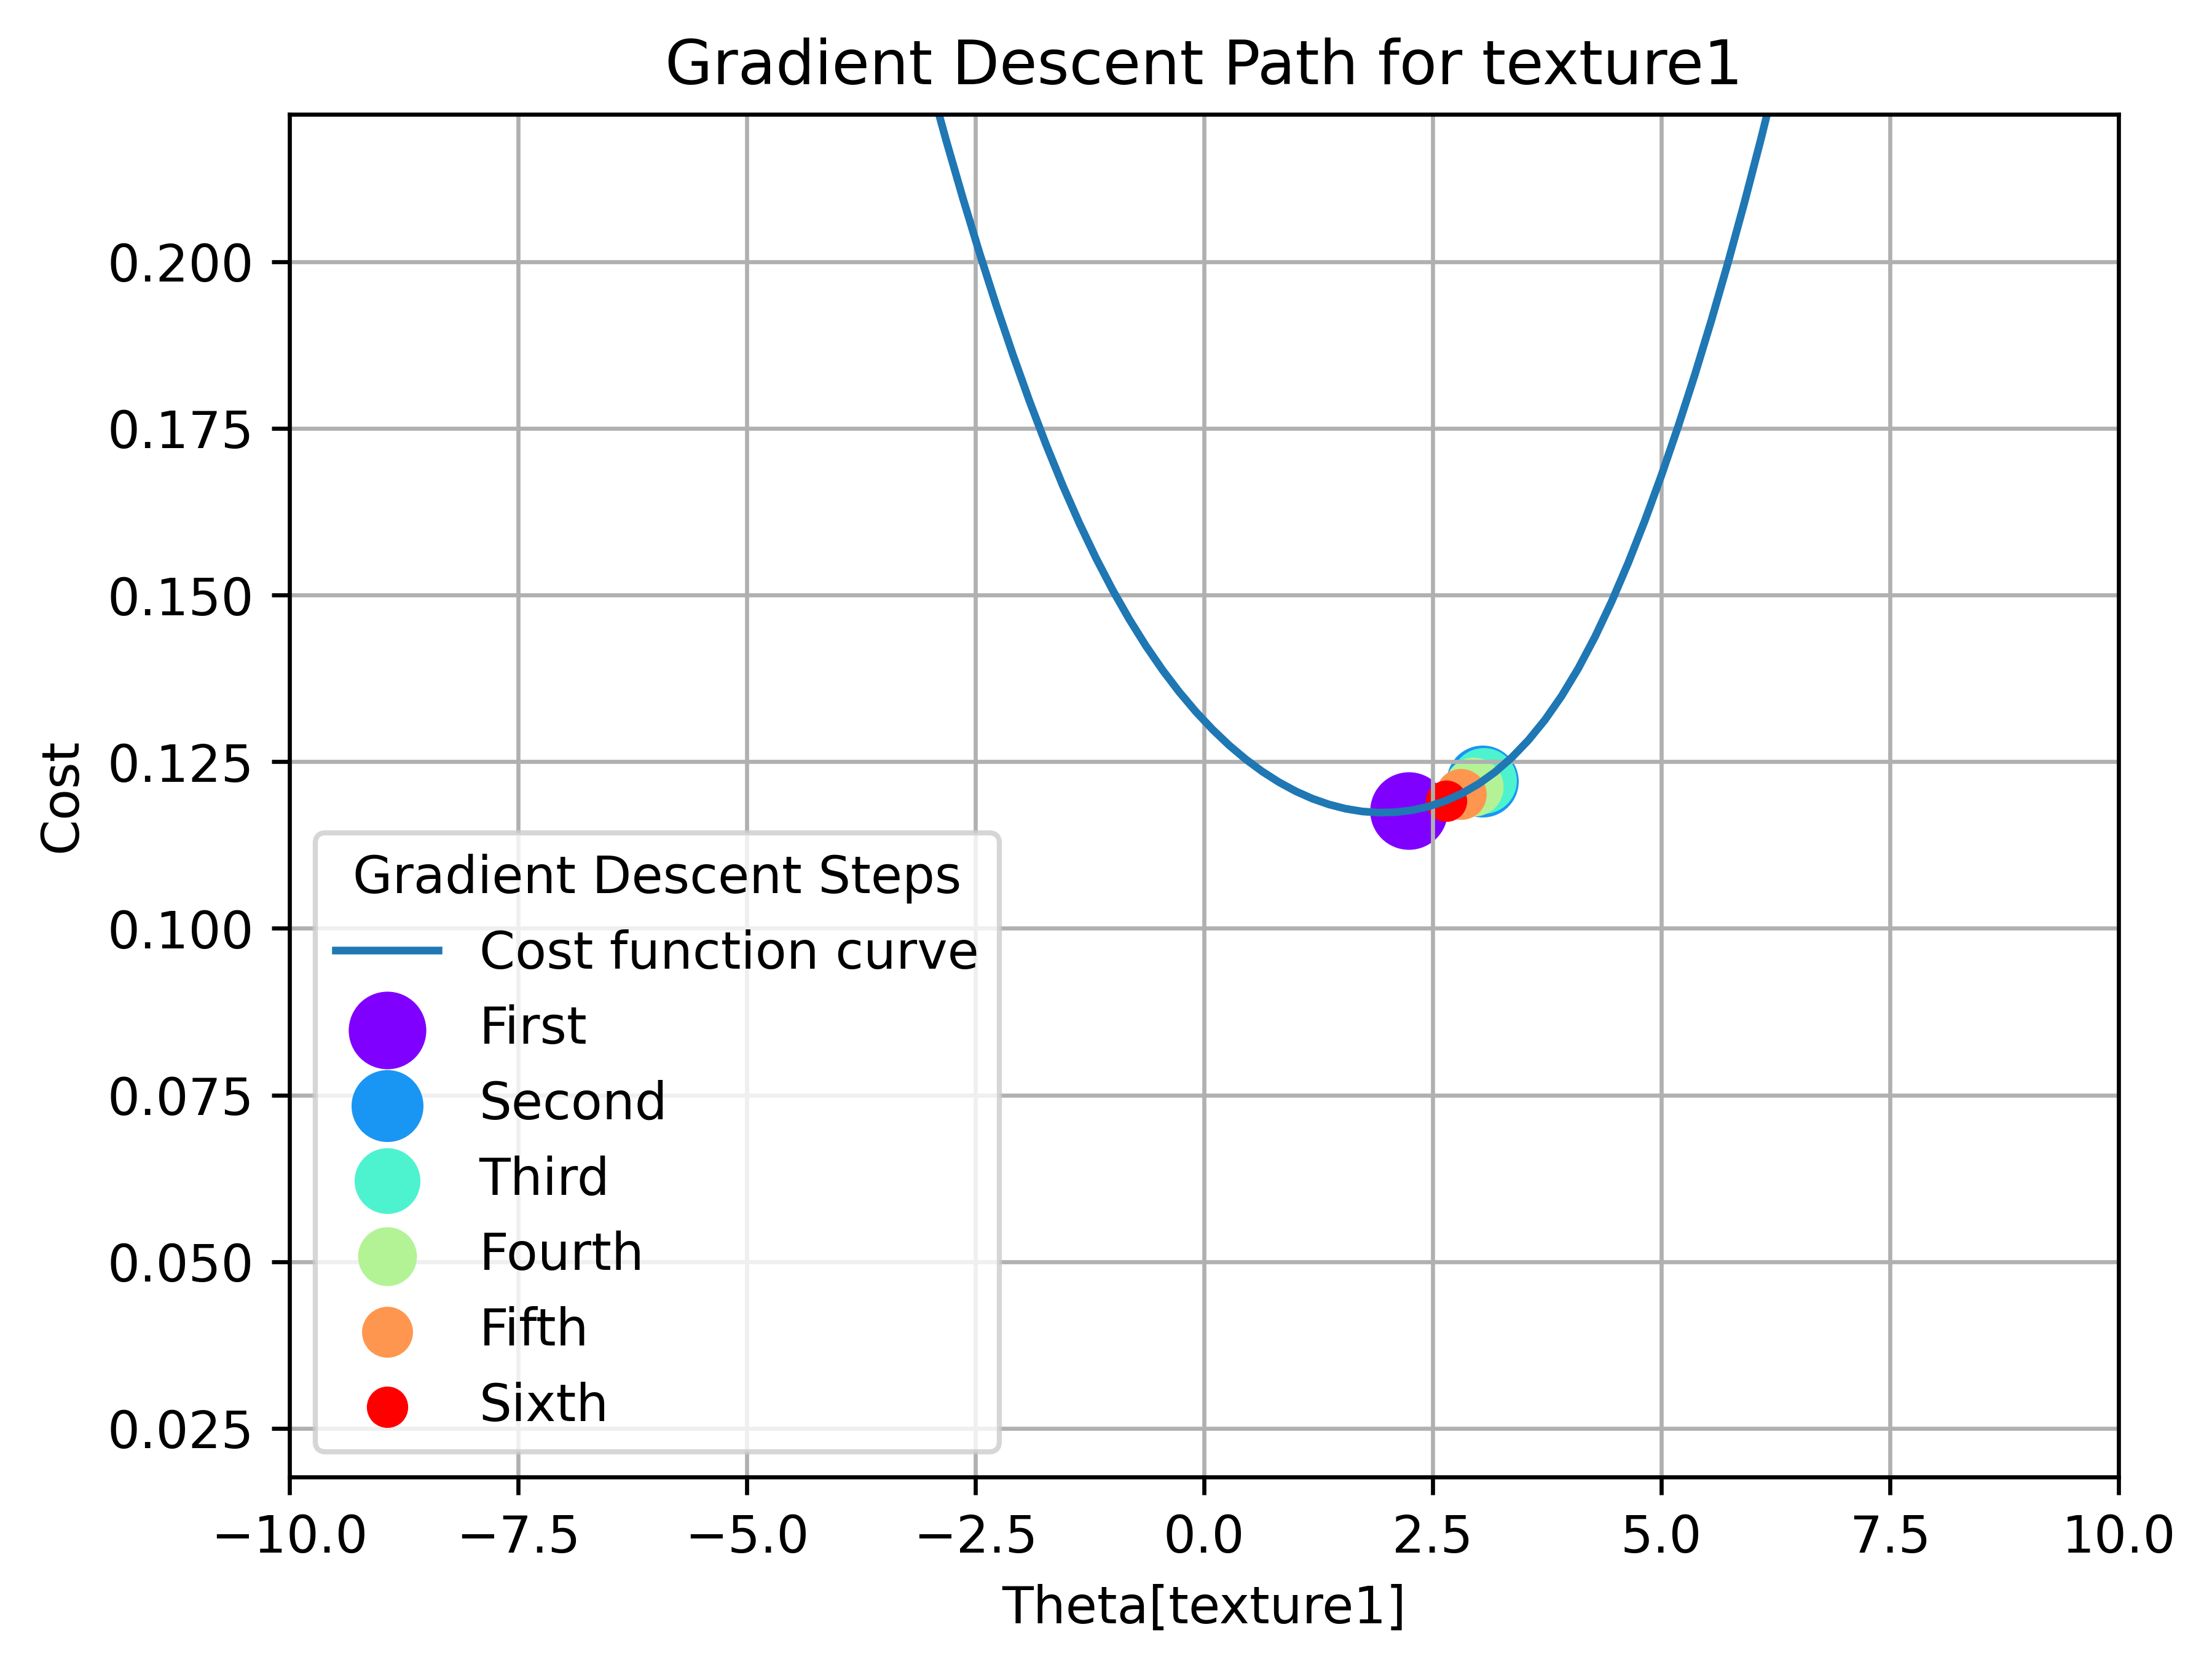 Gradient Descent Path for texture1
0.200
0.175
0.150
0.125
0.100
0.075
0.050
0.025
Cost
Gradient Descent Steps
Cost function curve
First
Second
Third
Fourth
Fifth
Sixth
−10.0 −7.5 −5.0 −2.5 0.0 2.5 5.0 7.5 10.0
Theta[texture1]